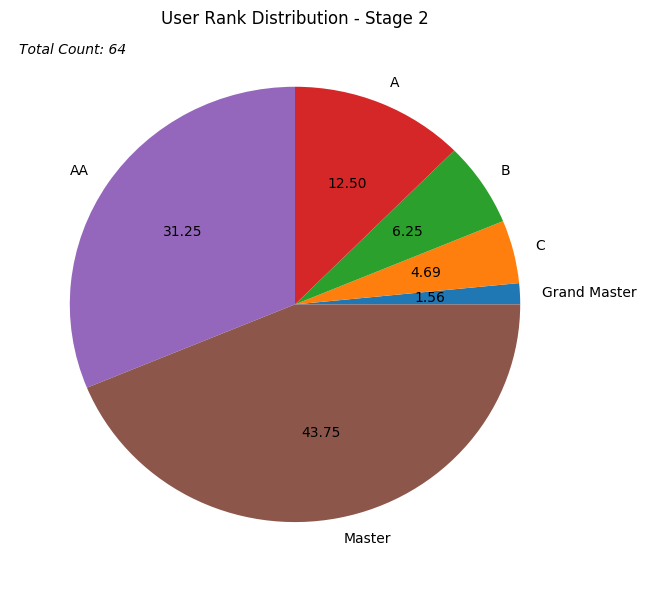 User Rank Distribution - Stage 2
Total Count: 64
A
AA
B
12.50
31.25
6.25
C
4.69
Grand Master
1.56
43.75
Master